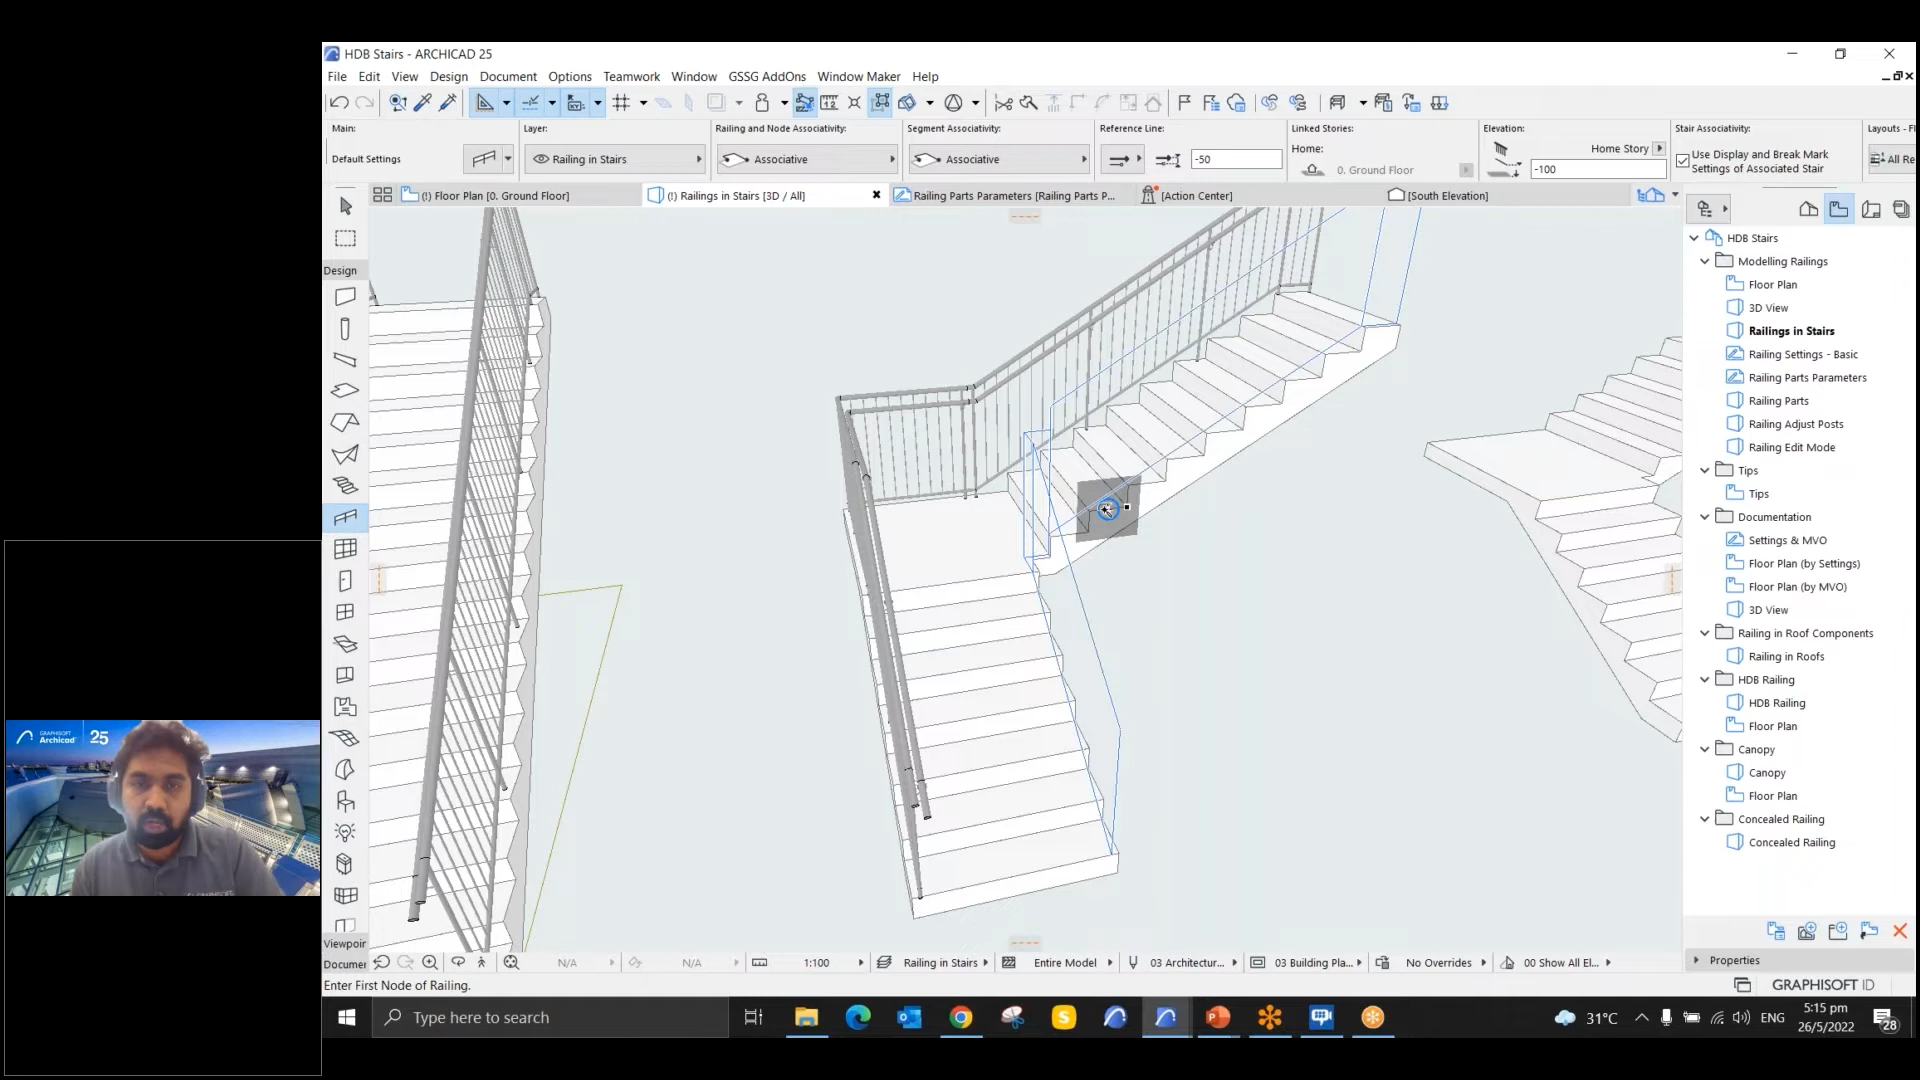 HDB Stairs - ARCHICAD 25
File Edit View Design Document Options Teamwork Window GSSG AddOns Window Maker Help
Main: Layer: Railing and Node Associativity: Segment Associativity: Reference Line: Linked Stories: Elevation: Stair Associativity: Layouts - Fl
Default Settings Railing in Stairs Associative Associative -50 Home: 0. Ground Floor Home Story -100 Use Display and Break Mark Settings of Associated Stair All Re
(!) Floor Plan [0. Ground Floor] (!) Railings in Stairs [3D / All] Railing Parts Parameters [Railing Parts P... [Action Center] [South Elevation]
Design
HDB Stairs
Modelling Railings
Floor Plan
3D View
Railings in Stairs
Railing Settings - Basic
Railing Parts Parameters
Railing Parts
Railing Adjust Posts
Railing Edit Mode
Tips
Tips
Documentation
Settings & MVO
Floor Plan (by Settings)
Floor Plan (by MVO)
3D View
Railing in Roof Components
Railing in Roofs
HDB Railing
HDB Railing
Floor Plan
Canopy
Canopy
Floor Plan
Concealed Railing
Concealed Railing
Properties
GRAPHISOFT
Archicad 25
Viewpoir
Documer
N/A N/A 1:100 Railing in Stairs Entire Model 03 Architectur... 03 Building Pla... No Overrides 00 Show All El...
Enter First Node of Railing.
GRAPHISOFT ID
Type here to search
31°C ENG
5:15 pm
26/5/2022
28